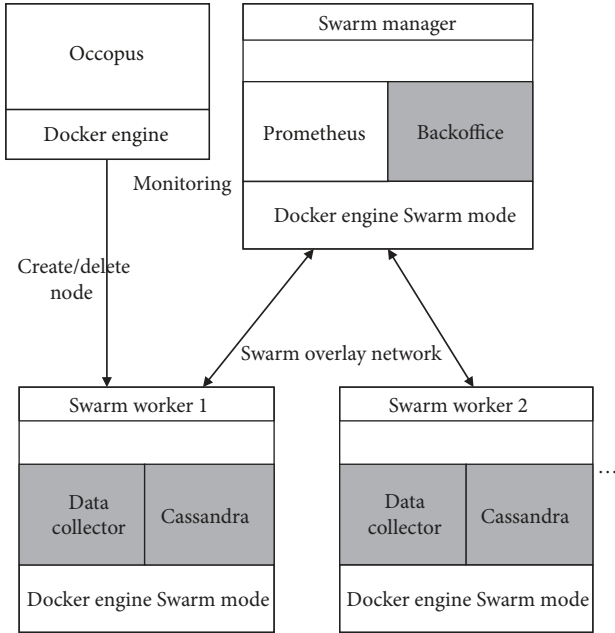 Occopus
Docker engine
Swarm manager
Prometheus
Backoffice
Docker engine Swarm mode
Monitoring
Create/delete
node
Swarm overlay network
Swarm worker 1
Data
collector
Cassandra
Docker engine Swarm mode
Swarm worker 2
Data
collector
Cassandra
Docker engine Swarm mode
...